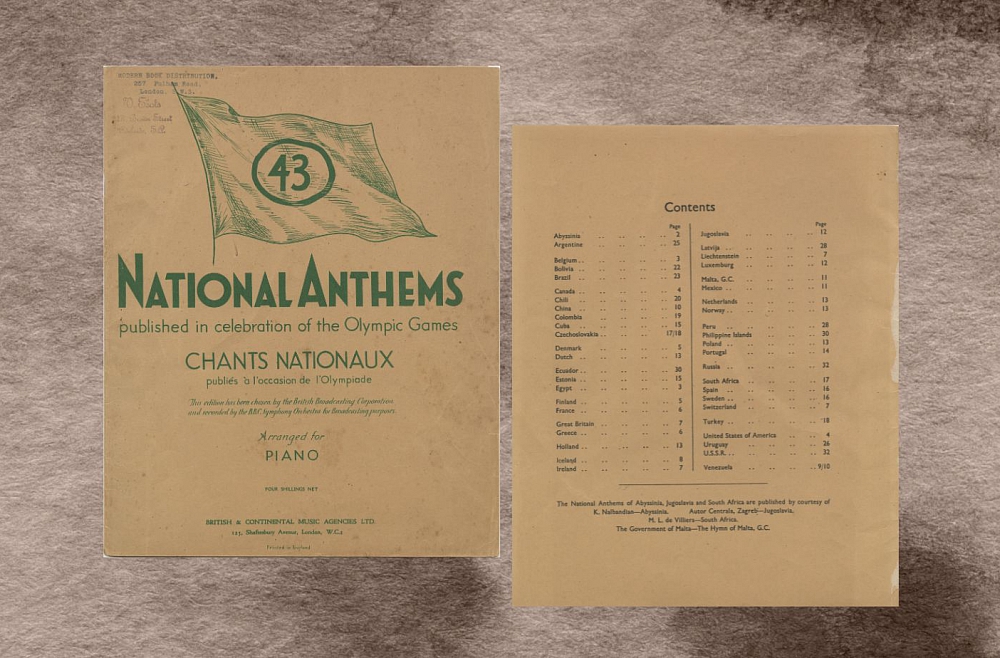 MODERN BOOK DISTRIBUTION,
London
43
NATIONAL ANTHEMS
published in celebration of the Olympic Games
CHANTS NATIONAUX
publiés à l'occasion de l'Olympiade
This edition has been chosen by the British Broadcasting Corporation
and recorded by the BBC Symphony Orchestra for Broadcasting purposes.
Arranged for
PIANO
FOUR SHILLINGS NET
BRITISH & CONTINENTAL MUSIC AGENCIES LTD.
125, Shaftesbury Avenue, London, W.C.2
Printed in England
Contents
Page
Abyssinia .. .. .. .. 2
Argentine .. .. .. .. 25
Belgium .. .. .. .. .. 3
Bolivia .. .. .. .. .. 22
Brazil .. .. .. .. .. 23
Canada .. .. .. .. .. 4
Chili .. .. .. .. .. 20
China .. .. .. .. .. 10
Colombia .. .. .. .. 19
Cuba .. .. .. .. .. 15
Czechoslovakia .. .. .. .. 17/18
Denmark .. .. .. .. 5
Dutch .. .. .. .. .. 13
Ecuador .. .. .. .. .. 30
Estonia .. .. .. .. .. 15
Egypt .. .. .. .. .. 3
Finland .. .. .. .. .. 5
France .. .. .. .. .. 6
Great Britain .. .. .. .. 7
Greece .. .. .. .. .. 6
Holland .. .. .. .. .. 13
Iceland .. .. .. .. .. 8
Ireland .. .. .. .. .. 7
Page
Jugoslavia .. .. .. .. 12
Latvija .. .. .. .. .. 28
Liechtenstein .. .. .. .. 7
Luxemburg .. .. .. .. 12
Malta, G.C. .. .. .. .. 11
Mexico .. .. .. .. .. 11
Netherlands .. .. .. .. 13
Norway .. .. .. .. .. 13
Peru .. .. .. .. .. 28
Philippine Islands .. .. .. 30
Poland .. .. .. .. .. 13
Portugal .. .. .. .. 14
Russia .. .. .. .. .. 32
South Africa .. .. .. .. 17
Spain .. .. .. .. .. 16
Sweden .. .. .. .. .. 16
Switzerland .. .. .. .. 7
Turkey .. .. .. .. .. 18
United States of America .. .. 4
Uruguay .. .. .. .. 26
U.S.S.R. .. .. .. .. .. 32
Venezuela .. .. .. .. 9/10
The National Anthems of Abyssinia, Jugoslavia and South Africa are published by courtesy of
K. Nalbandian—Abyssinia. Autor Centrala, Zagreb—Jugoslavia,
M. L. de Villiers—South Africa.
The Government of Malta—The Hymn of Malta, G.C.